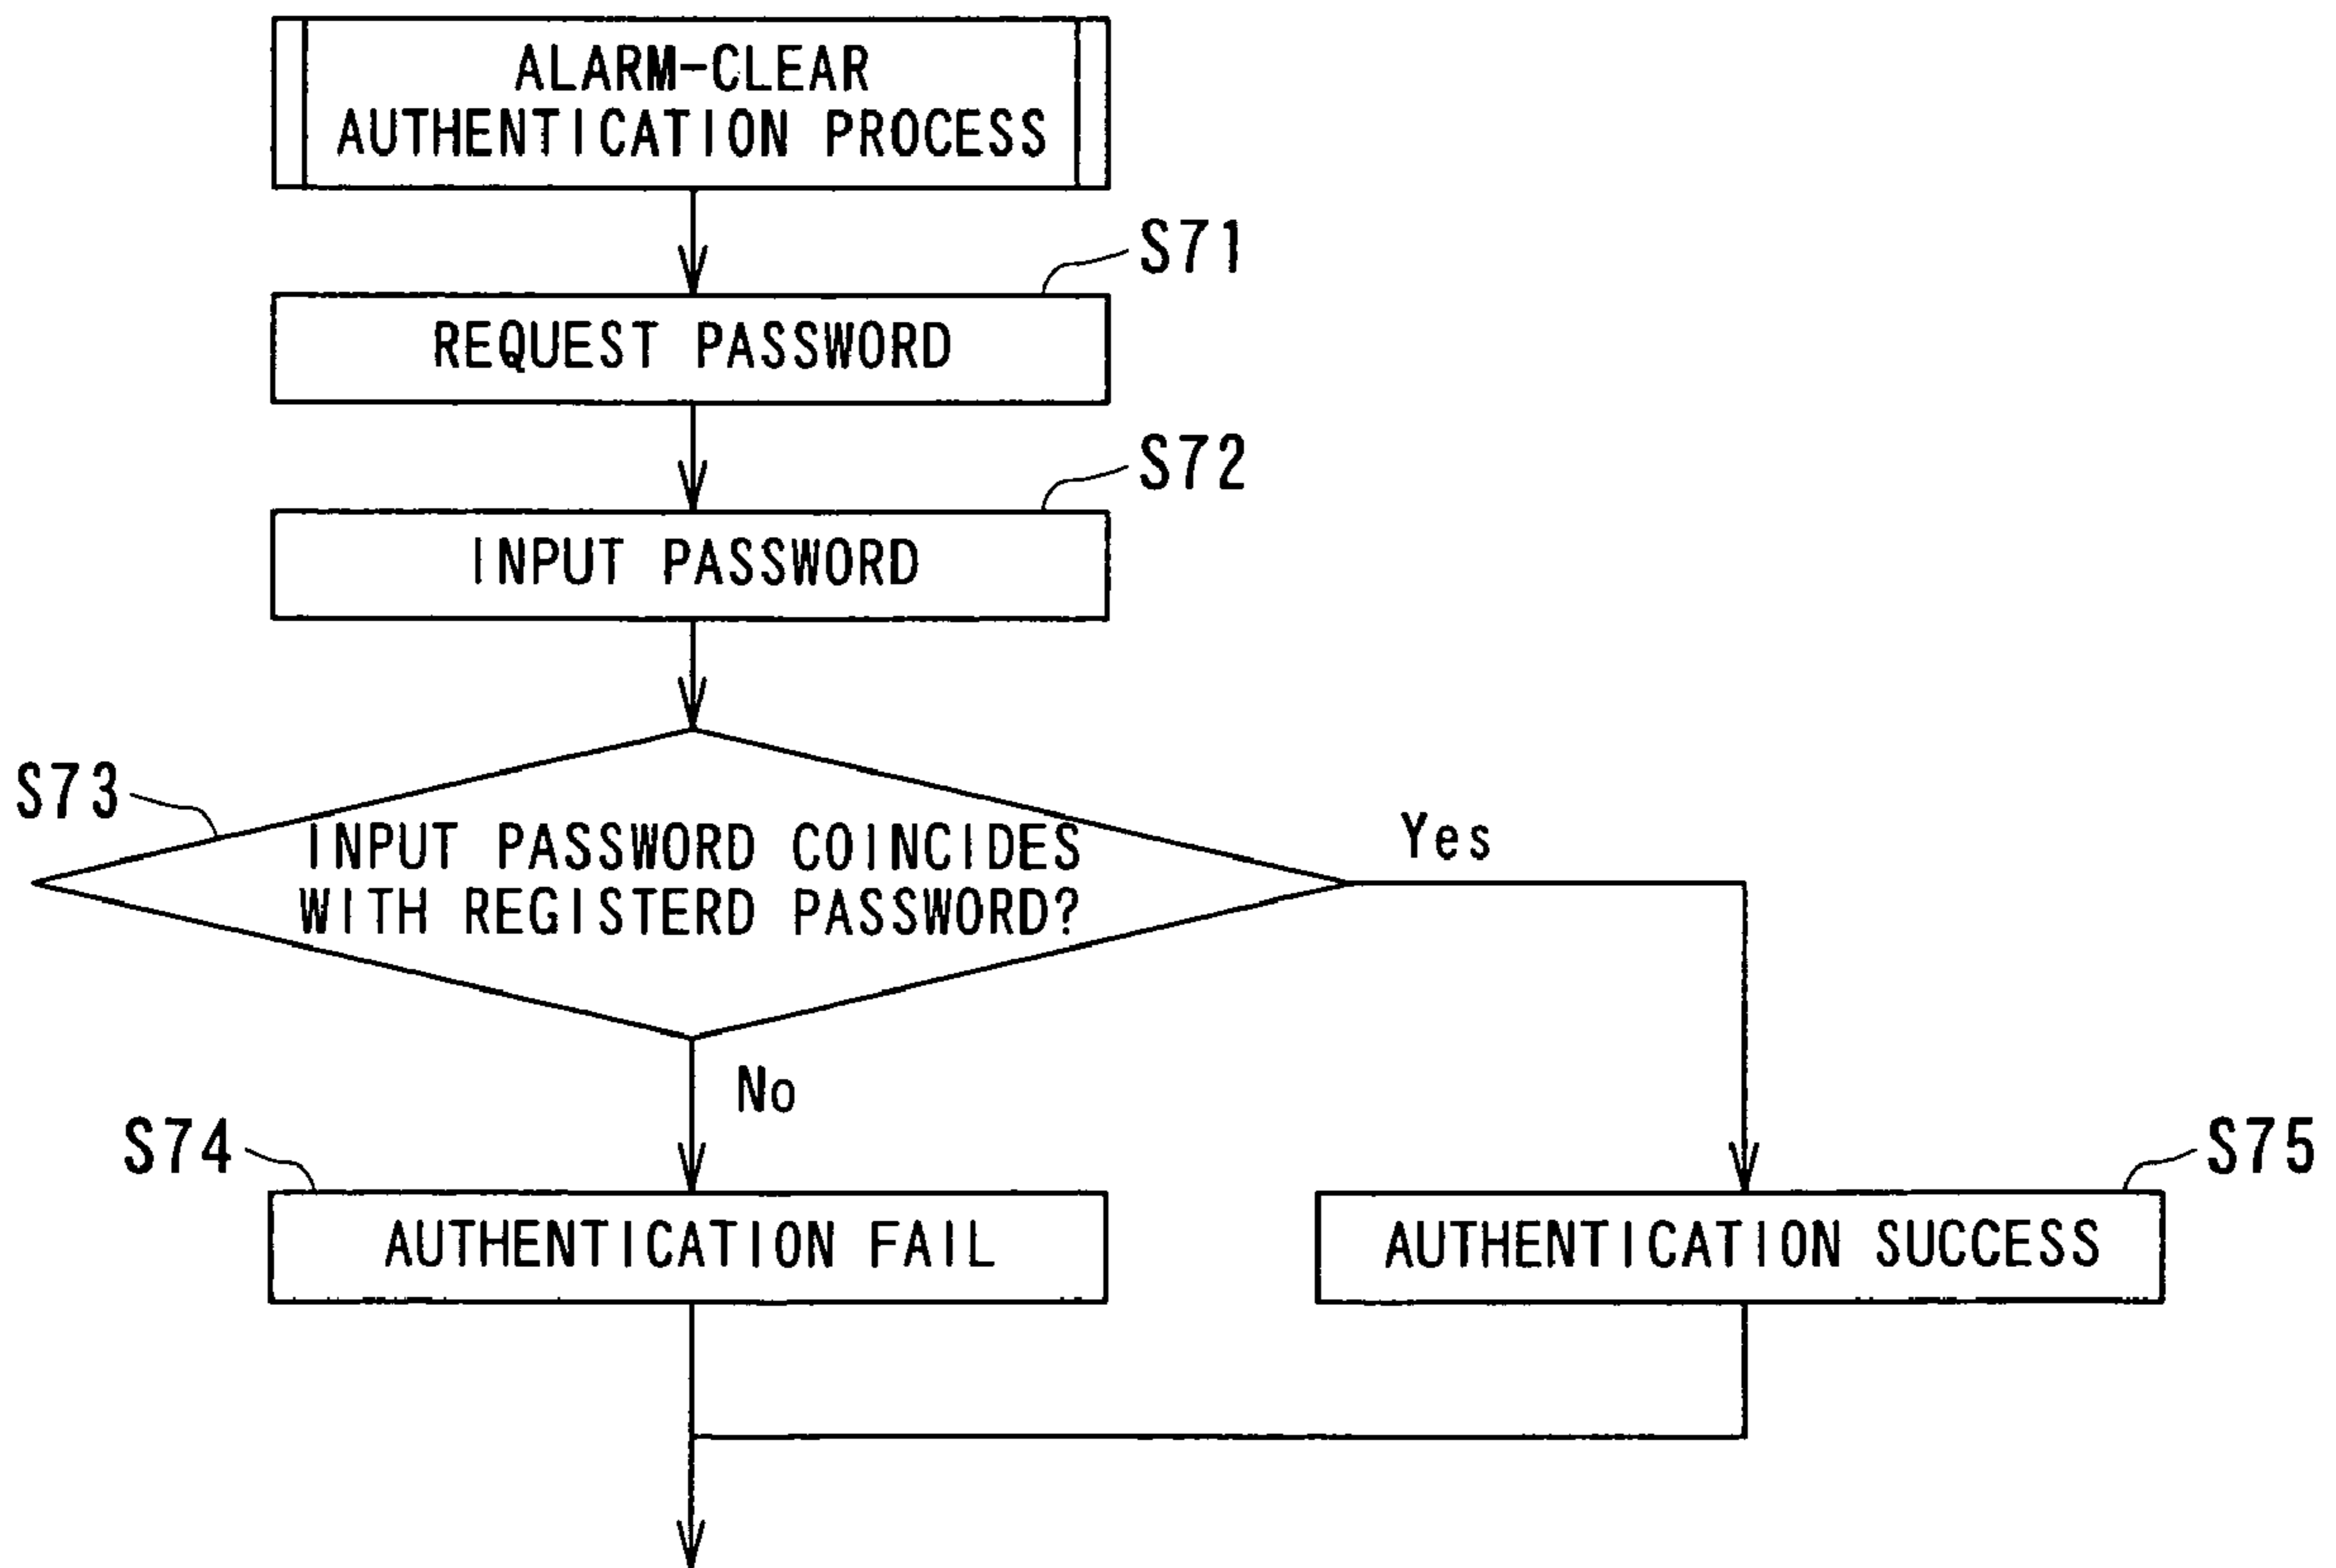 ALARM-CLEAR
AUTHENTICATION PROCESS
S71
REQUEST PASSWORD
S72
INPUT PASSWORD
S73
INPUT PASSWORD COINCIDES
WITH REGISTERD PASSWORD?
Yes
No
S74
AUTHENTICATION FAIL
S75
AUTHENTICATION SUCCESS